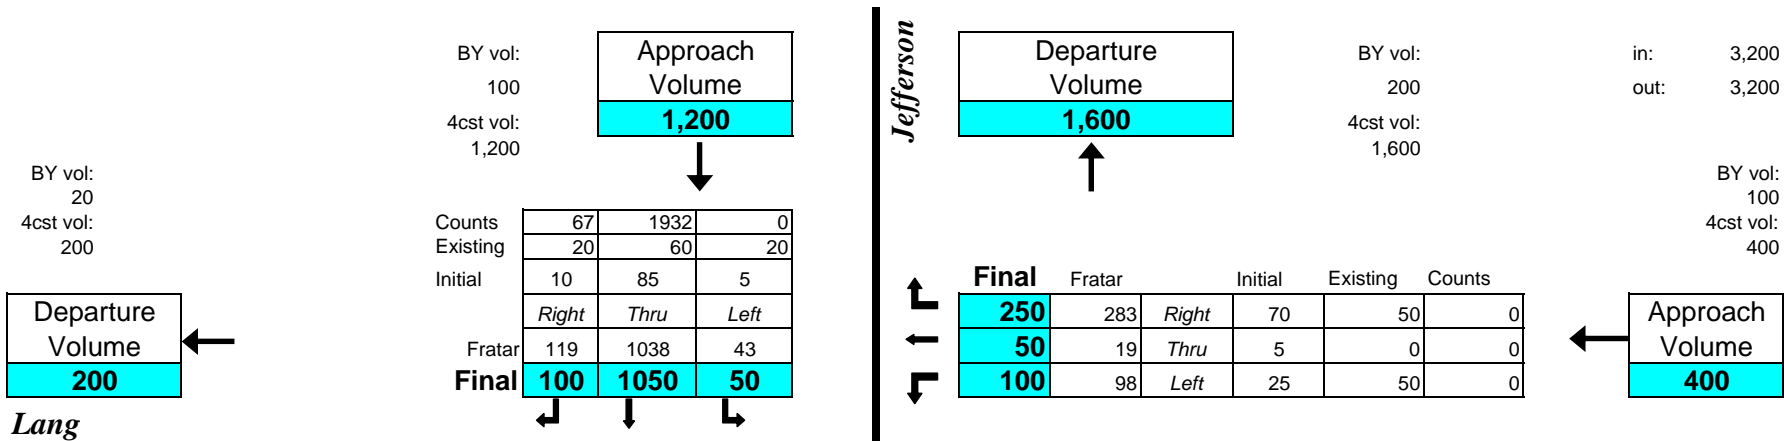 BY vol:
100
4cst vol:
1,200
Approach
Volume
1,200
Jefferson
Departure
Volume
1,600
BY vol:
200
4cst vol:
1,600
in: 3,200
out: 3,200
BY vol:
20
4cst vol:
200
BY vol:
100
4cst vol:
400
Counts 67 1932 0
Existing 20 60 20
Initial 10 85 5
Right Thru Left
Fratar 119 1038 43
Final 100 1050 50
Departure
Volume
200
Lang
Final Fratar Initial Existing Counts
250 283 Right 70 50 0
50 19 Thru 5 0 0
100 98 Left 25 50 0
Approach
Volume
400